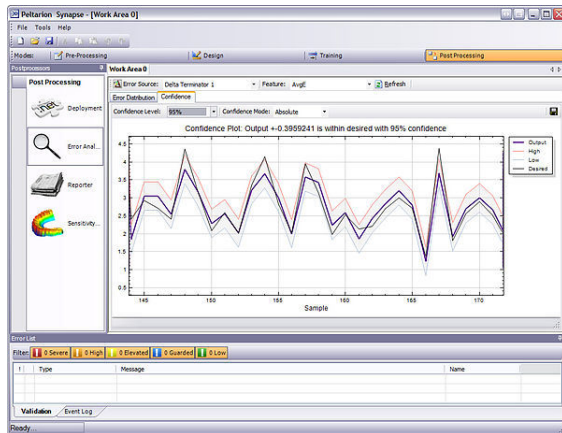 Peltarion Synapse - [Work Area 0]
File Tools Help
Modes: Pre-Processing Design Training Post Processing
Postprocessors
Work Area 0
Post Processing
Deployment
Error Anal...
Reporter
Sensitivity...
Error Source: Delta Terminator 1 Feature: AvgE Refresh
Error Distribution Confidence
Confidence Level: 95% Confidence Mode: Absolute
Confidence Plot: Output +-0.3959241 is within desired with 95% confidence
4.5
4
3.5
3
2.5
2
1.5
1
0.5
145 150 155 160 165 170
Sample
Output
High
Low
Desired
Error List
Filter: 0 Severe 0 High 0 Elevated 0 Guarded 0 Low
! Type Message Name
Validation Event Log
Ready...